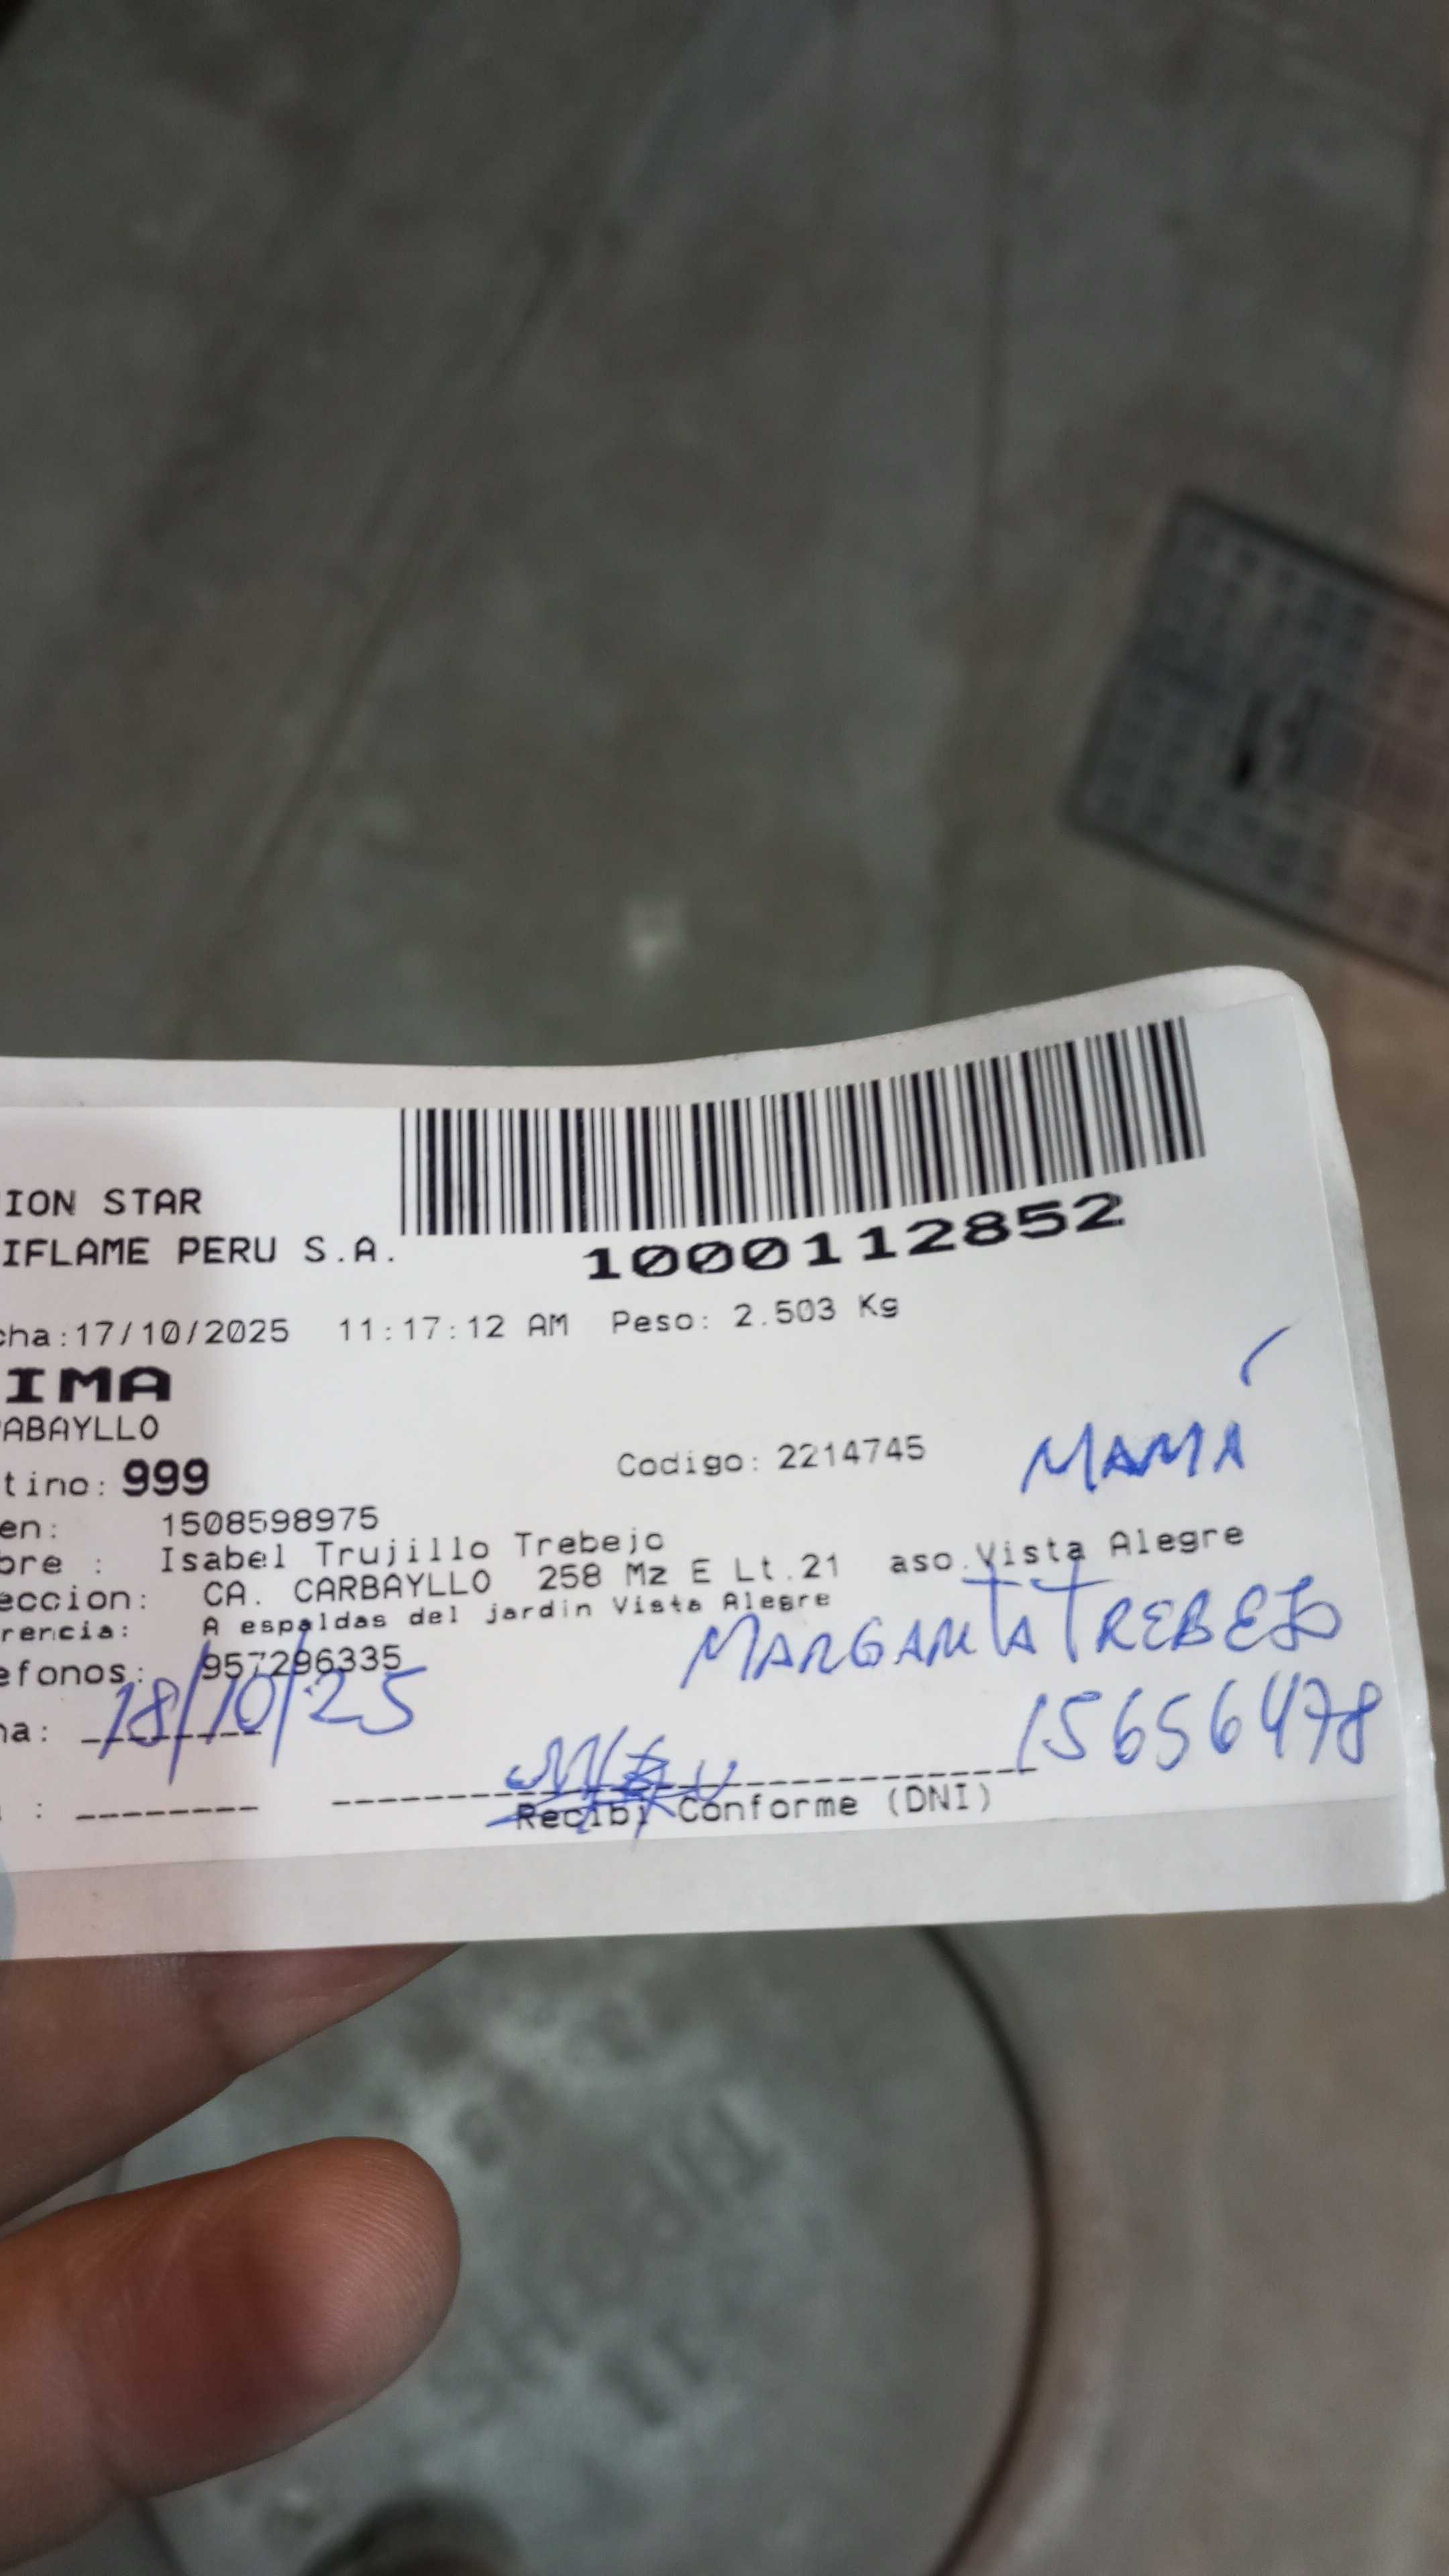 ION STAR
IFLAME PERU S.A.
1000112852
cha:17/10/2025 11:17:12 AM Peso: 2.503 Kg
IMA
ABAYLLO
tino: 999 Codigo: 2214745 MAMÁ
en: 1508598975
bre : Isabel Trujillo Trebejo
eccion: CA. CARBAYLLO 258 Mz E Lt.21 aso.Vista Alegre
rencia: A espaldas del jardin Vista Alegre
MARGARITA TREBEJO
efonos: 957296335
na: 18/10/25
15656478
: --------
Recibi Conforme (DNI)